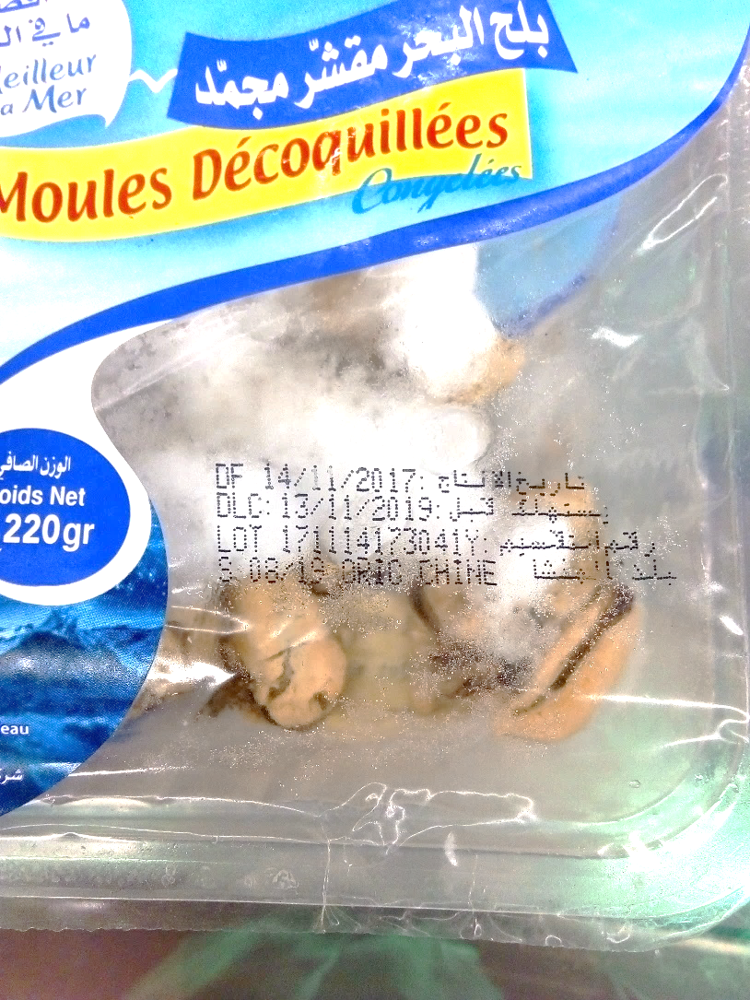 ما في ال
eilleur
a Mer
بلح البحر مقشّر مجمّد
Moules Décoquillées
Congelées
الوزن الصافي
oids Net
220gr
DF 14/11/2017: تاريخ الانتاج
DLC: 13/11/2019: يستهلك قبل
LOT 171114173041Y: رقم التقسيم
S 08:19 ORIG CHINE بلد المنشا
eau
شرك